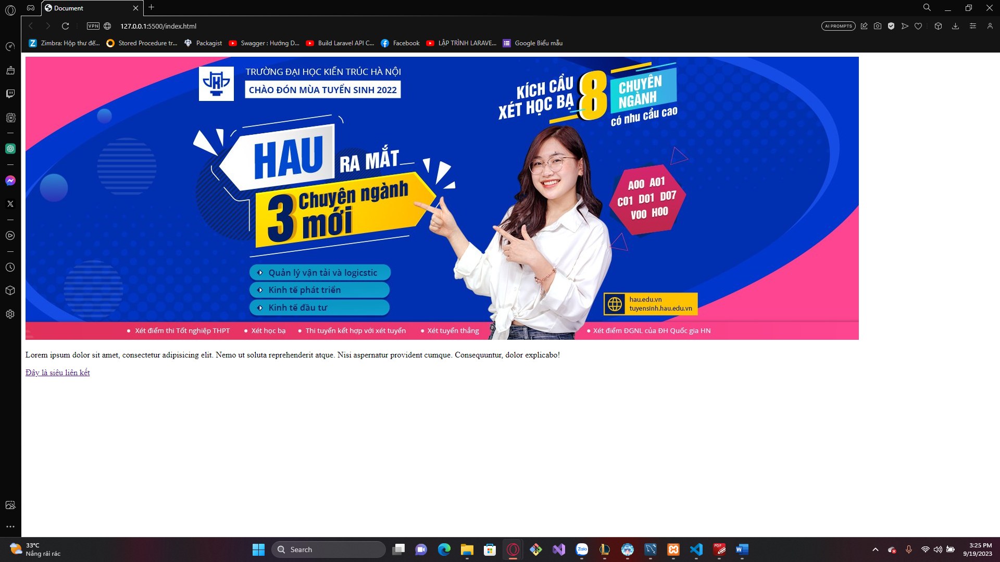 Document
VPN
127.0.0.1:5500/index.html
AI PROMPTS
Zimbra: Hộp thư đế...
Stored Procedure tr...
Packagist
Swagger : Hướng D...
Build Laravel API C...
Facebook
LẬP TRÌNH LARAVE...
Google Biểu mẫu
TRƯỜNG ĐẠI HỌC KIẾN TRÚC HÀ NỘI
CHÀO ĐÓN MÙA TUYỂN SINH 2022
KÍCH CẦU
XÉT HỌC BẠ
8
CHUYÊN
NGÀNH
có nhu cầu cao
HAU
RA MẮT
3 Chuyên ngành
mới
A00 A01
C01 D01 D07
V00 H00
Quản lý vận tải và logicstic
Kinh tế phát triển
Kinh tế đầu tư
hau.edu.vn
tuyensinh.hau.edu.vn
Xét điểm thi Tốt nghiệp THPT
Xét học bạ
Thi tuyển kết hợp với xét tuyển
Xét tuyển thẳng
Xét điểm ĐGNL của ĐH Quốc gia HN
Lorem ipsum dolor sit amet, consectetur adipisicing elit. Nemo ut soluta reprehenderit atque. Nisi aspernatur provident cumque. Consequuntur, dolor explicabo!
Đây là siêu liên kết
33°C
Nắng rải rác
Search
Zalo
PDF
3:25 PM
9/19/2023